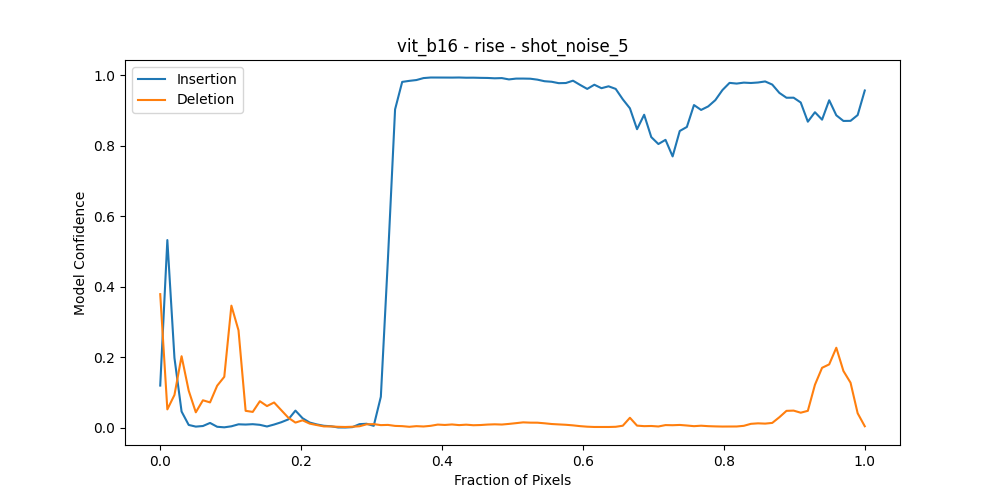 vit_b16 - rise - shot_noise_5
Insertion
Deletion
Model Confidence
1.0
0.8
0.6
0.4
0.2
0.0
0.0 0.2 0.4 0.6 0.8 1.0
Fraction of Pixels